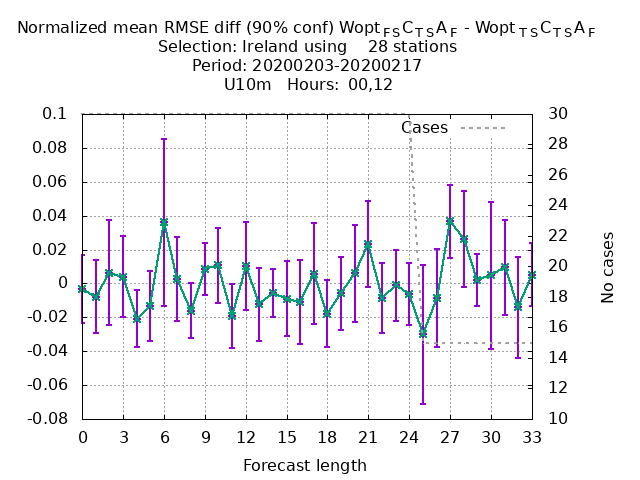 Normalized mean RMSE diff (90% conf) Wopt FS C TS A F - Wopt TS C TS A F
Selection: Ireland using 28 stations
Period: 20200203-20200217
U10m Hours: 00,12
0.1
0.08
0.06
0.04
0.02
0
-0.02
-0.04
-0.06
-0.08
Cases
30
28
26
24
22
20
18
16
14
12
10
No cases
0 3 6 9 12 15 18 21 24 27 30 33
Forecast length